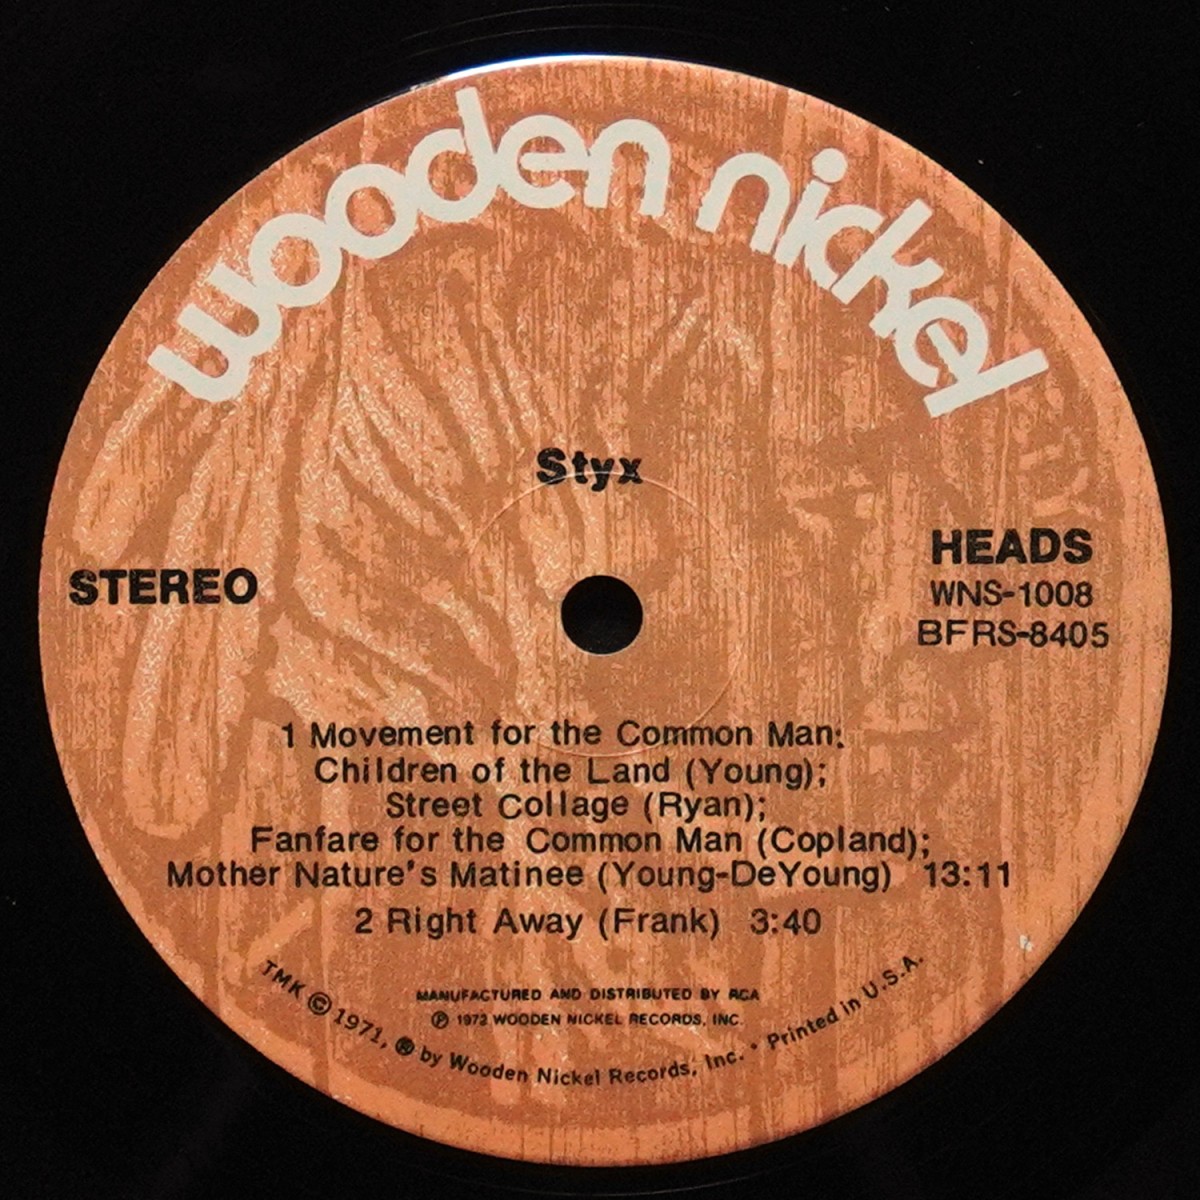 wooden nickel
Styx
STEREO
HEADS
WNS-1008
BFRS-8405
1 Movement for the Common Man:
Children of the Land (Young);
Street Collage (Ryan);
Fanfare for the Common Man (Copland);
Mother Nature's Matinee (Young-DeYoung) 13:11
2 Right Away (Frank) 3:40
MANUFACTURED AND DISTRIBUTED BY RCA
℗ 1972 WOODEN NICKEL RECORDS, INC.
TMK © 1971, ® by Wooden Nickel Records, Inc. • Printed in U.S.A.